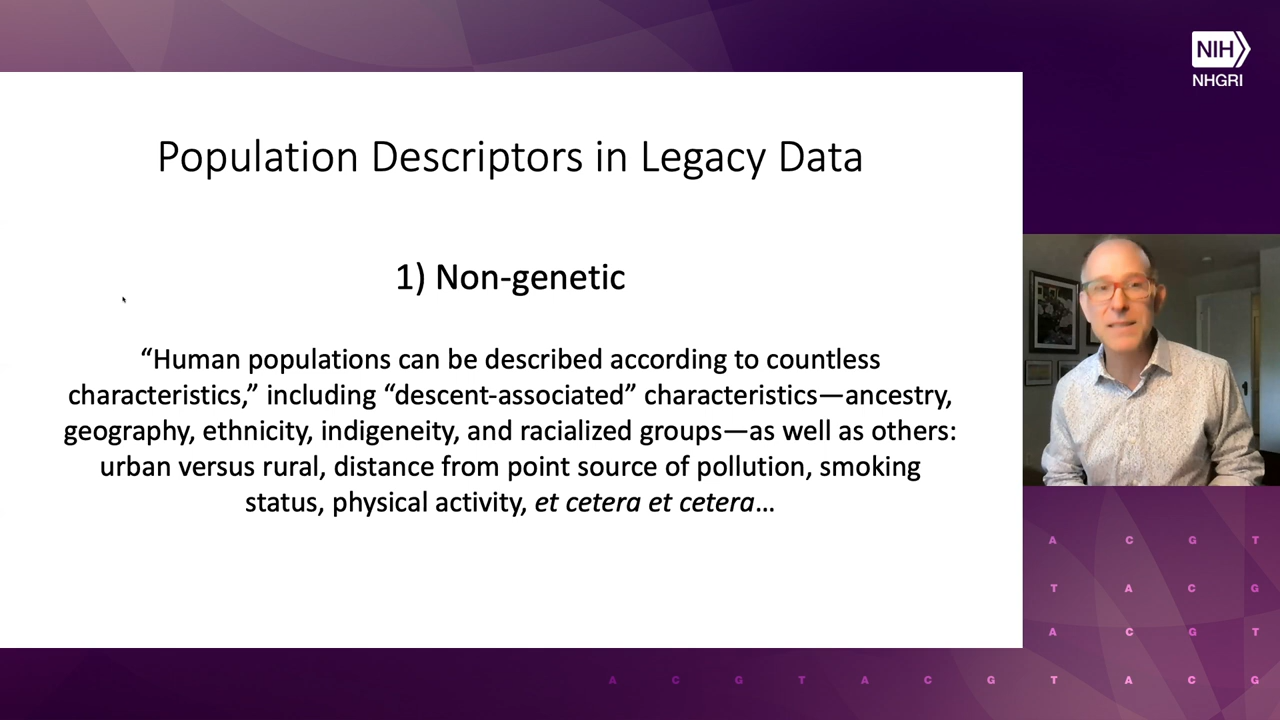 NIH
NHGRI
Population Descriptors in Legacy Data
1) Non-genetic
“Human populations can be described according to countless
characteristics,” including “descent-associated” characteristics—ancestry,
geography, ethnicity, indigeneity, and racialized groups—as well as others:
urban versus rural, distance from point source of pollution, smoking
status, physical activity, et cetera et cetera…
A C G T
T A C G
A C G T
A C G T A C G T A C G